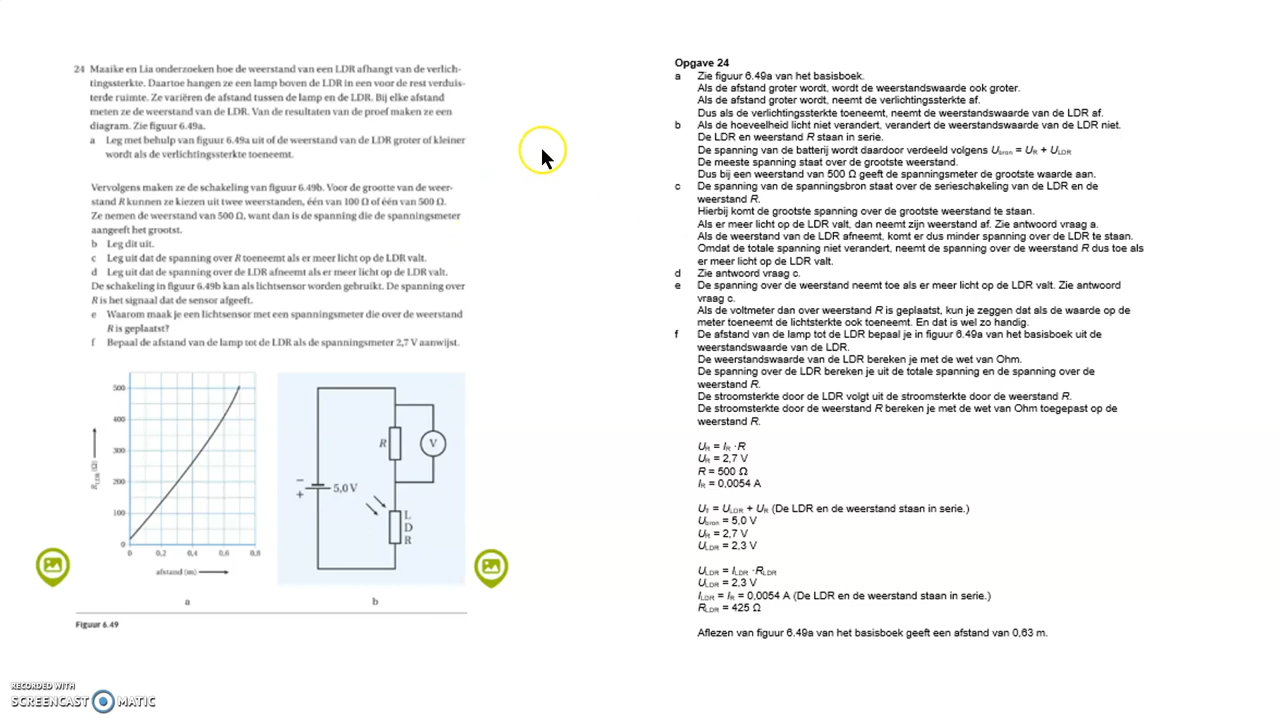 24 Maaike en Lia onderzoeken hoe de weerstand van een LDR afhangt van de verlich-
tingssterkte. Daartoe hangen ze een lamp boven de LDR in een voor de rest verduis-
terde ruimte. Ze variëren de afstand tussen de lamp en de LDR. Bij elke afstand
meten ze de weerstand van de LDR. Van de resultaten van de proef maken ze een
diagram. Zie figuur 6.49a.
a Leg met behulp van figuur 6.49a uit of de weerstand van de LDR groter of kleiner
wordt als de verlichtingssterkte toeneemt.
Vervolgens maken ze de schakeling van figuur 6.49b. Voor de grootte van de weer-
stand R kunnen ze kiezen uit twee weerstanden, één van 100 Ω of één van 500 Ω.
Ze nemen de weerstand van 500 Ω, want dan is de spanning die de spanningsmeter
aangeeft het grootst.
b Leg dit uit.
c Leg uit dat de spanning over R toeneemt als er meer licht op de LDR valt.
d Leg uit dat de spanning over de LDR afneemt als er meer licht op de LDR valt.
De schakeling in figuur 6.49b kan als lichtsensor worden gebruikt. De spanning over
R is het signaal dat de sensor afgeeft.
e Waarom maak je een lichtsensor met een spanningsmeter die over de weerstand
R is geplaatst?
f Bepaal de afstand van de lamp tot de LDR als de spanningsmeter 2,7 V aanwijst.
500
400
300
200
100
0
R LDR (Ω)
0 0,2 0,4 0,6 0,8
afstand (m)
a
R
V
−
+
5,0 V
L
D
R
b
Figuur 6.49
RECORDED WITH
SCREENCAST MATIC
Opgave 24
a Zie figuur 6.49a van het basisboek.
Als de afstand groter wordt, wordt de weerstandswaarde ook groter.
Als de afstand groter wordt, neemt de verlichtingssterkte af.
Dus als de verlichtingssterkte toeneemt, neemt de weerstandswaarde van de LDR af.
b Als de hoeveelheid licht niet verandert, verandert de weerstandswaarde van de LDR niet.
De LDR en weerstand R staan in serie.
De spanning van de batterij wordt daardoor verdeeld volgens Ubron = UR + ULDR
De meeste spanning staat over de grootste weerstand.
Dus bij een weerstand van 500 Ω geeft de spanningsmeter de grootste waarde aan.
c De spanning van de spanningsbron staat over de serieschakeling van de LDR en de
weerstand R.
Hierbij komt de grootste spanning over de grootste weerstand te staan.
Als er meer licht op de LDR valt, dan neemt zijn weerstand af. Zie antwoord vraag a.
Als de weerstand van de LDR afneemt, komt er dus minder spanning over de LDR te staan.
Omdat de totale spanning niet verandert, neemt de spanning over de weerstand R dus toe als
er meer licht op de LDR valt.
d Zie antwoord vraag c.
e De spanning over de weerstand neemt toe als er meer licht op de LDR valt. Zie antwoord
vraag c.
Als de voltmeter dan over weerstand R is geplaatst, kun je zeggen dat als de waarde op de
meter toeneemt de lichtsterkte ook toeneemt. En dat is wel zo handig.
f De afstand van de lamp tot de LDR bepaal je in figuur 6.49a van het basisboek uit de
weerstandswaarde van de LDR.
De weerstandswaarde van de LDR bereken je met de wet van Ohm.
De spanning over de LDR bereken je uit de totale spanning en de spanning over de
weerstand R.
De stroomsterkte door de LDR volgt uit de stroomsterkte door de weerstand R.
De stroomsterkte door de weerstand R bereken je met de wet van Ohm toegepast op de
weerstand R.
UR = IR · R
UR = 2,7 V
R = 500 Ω
IR = 0,0054 A
UT = ULDR + UR (De LDR en de weerstand staan in serie.)
Ubron = 5,0 V
UR = 2,7 V
ULDR = 2,3 V
ULDR = ILDR · RLDR
ULDR = 2,3 V
ILDR = IR = 0,0054 A (De LDR en de weerstand staan in serie.)
RLDR = 425 Ω
Aflezen van figuur 6.49a van het basisboek geeft een afstand van 0,63 m.